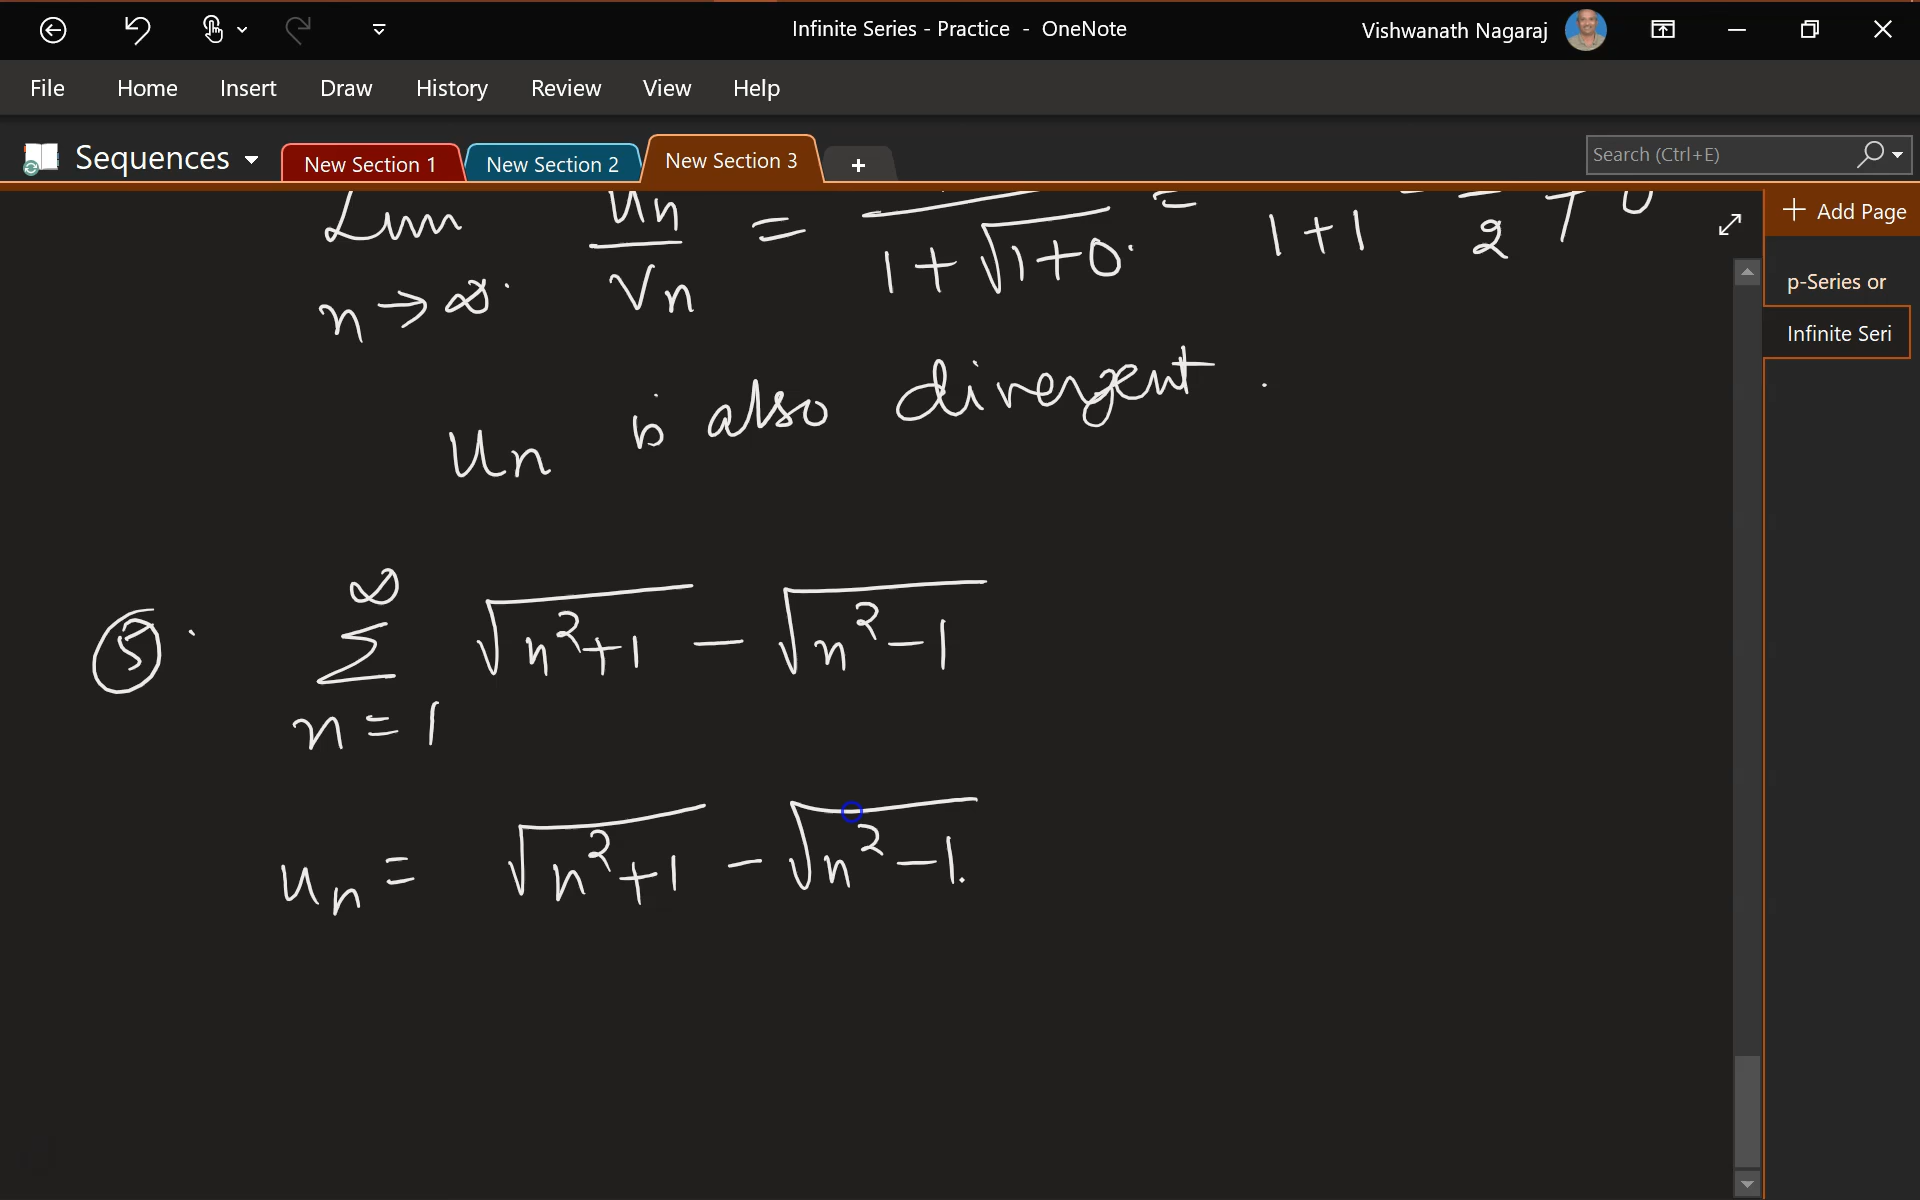 Infinite Series - Practice - OneNote
Vishwanath Nagaraj
File Home Insert Draw History Review View Help
Sequences New Section 1 New Section 2 New Section 3 +
Search (Ctrl+E)
+ Add Page
p-Series or
Infinite Seri
Lim n→∞ un/vn = 1+√1+0 = 1+1 = 2 > 0
un is also divergent.
⑤. ∞ Σ n=1 √n²+1 − √n²−1
un = √n²+1 − √n²−1.